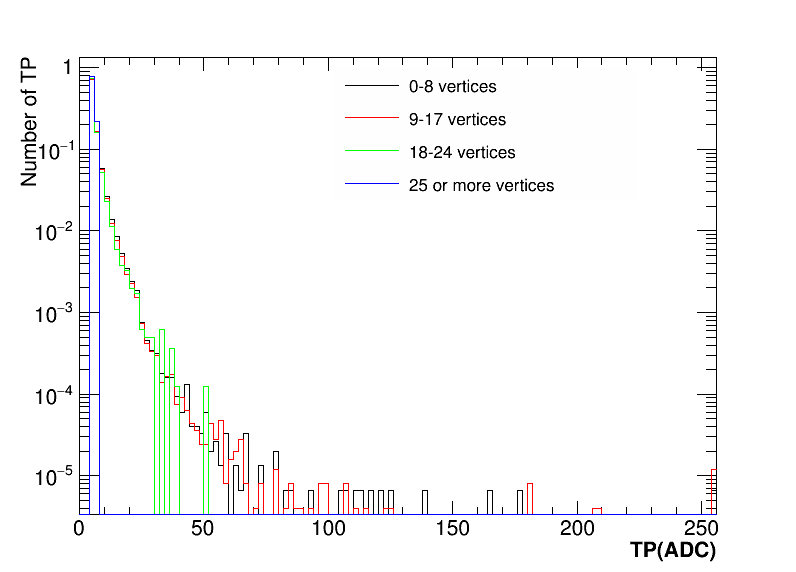 Number of TP
1
10−1
10−2
10−3
10−4
10−5
0-8 vertices
9-17 vertices
18-24 vertices
25 or more vertices
0 50 100 150 200 250
TP(ADC)